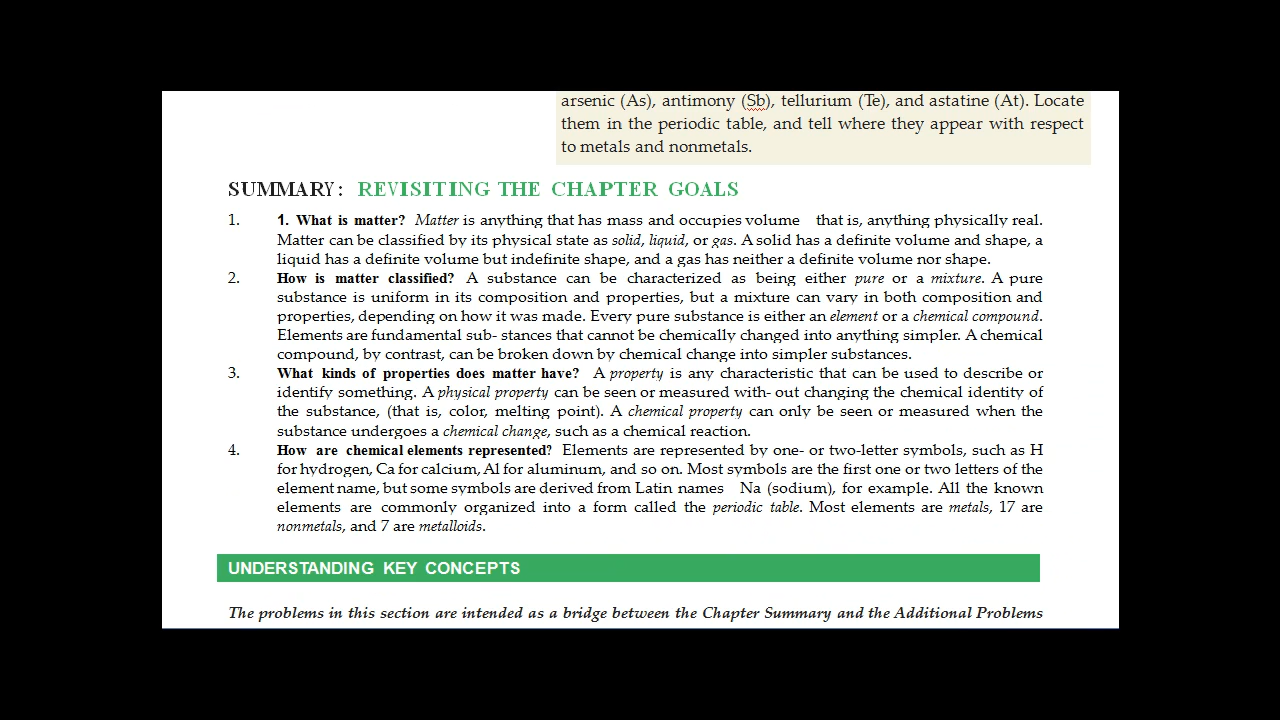 arsenic (As), antimony (Sb), tellurium (Te), and astatine (At). Locate
them in the periodic table, and tell where they appear with respect
to metals and nonmetals.
SUMMARY: REVISITING THE CHAPTER GOALS
1. 1. What is matter? Matter is anything that has mass and occupies volume that is, anything physically real.
Matter can be classified by its physical state as solid, liquid, or gas. A solid has a definite volume and shape, a
liquid has a definite volume but indefinite shape, and a gas has neither a definite volume nor shape.
2. How is matter classified? A substance can be characterized as being either pure or a mixture. A pure
substance is uniform in its composition and properties, but a mixture can vary in both composition and
properties, depending on how it was made. Every pure substance is either an element or a chemical compound.
Elements are fundamental sub- stances that cannot be chemically changed into anything simpler. A chemical
compound, by contrast, can be broken down by chemical change into simpler substances.
3. What kinds of properties does matter have? A property is any characteristic that can be used to describe or
identify something. A physical property can be seen or measured with- out changing the chemical identity of
the substance, (that is, color, melting point). A chemical property can only be seen or measured when the
substance undergoes a chemical change, such as a chemical reaction.
4. How are chemical elements represented? Elements are represented by one- or two-letter symbols, such as H
for hydrogen, Ca for calcium, Al for aluminum, and so on. Most symbols are the first one or two letters of the
element name, but some symbols are derived from Latin names Na (sodium), for example. All the known
elements are commonly organized into a form called the periodic table. Most elements are metals, 17 are
nonmetals, and 7 are metalloids.
UNDERSTANDING KEY CONCEPTS
The problems in this section are intended as a bridge between the Chapter Summary and the Additional Problems